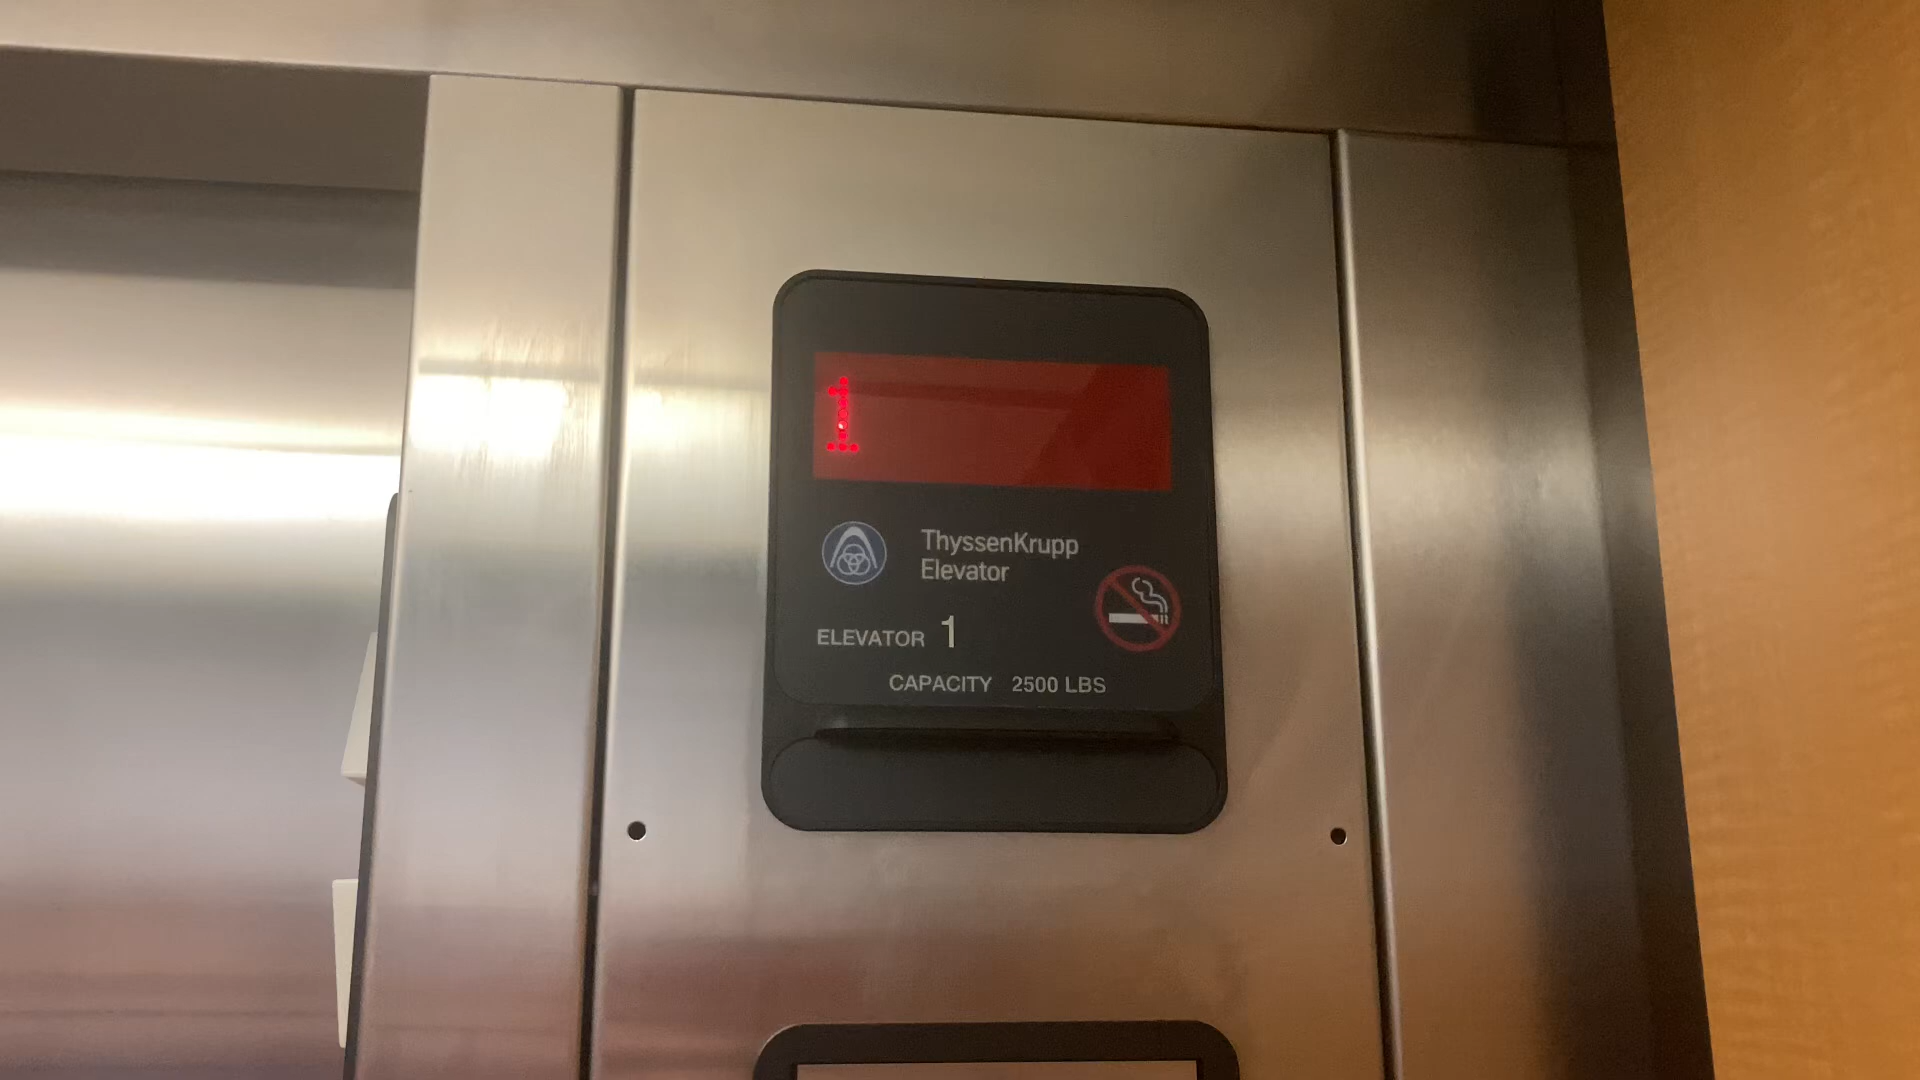 1
ThyssenKrupp
Elevator
ELEVATOR 1
CAPACITY 2500 LBS